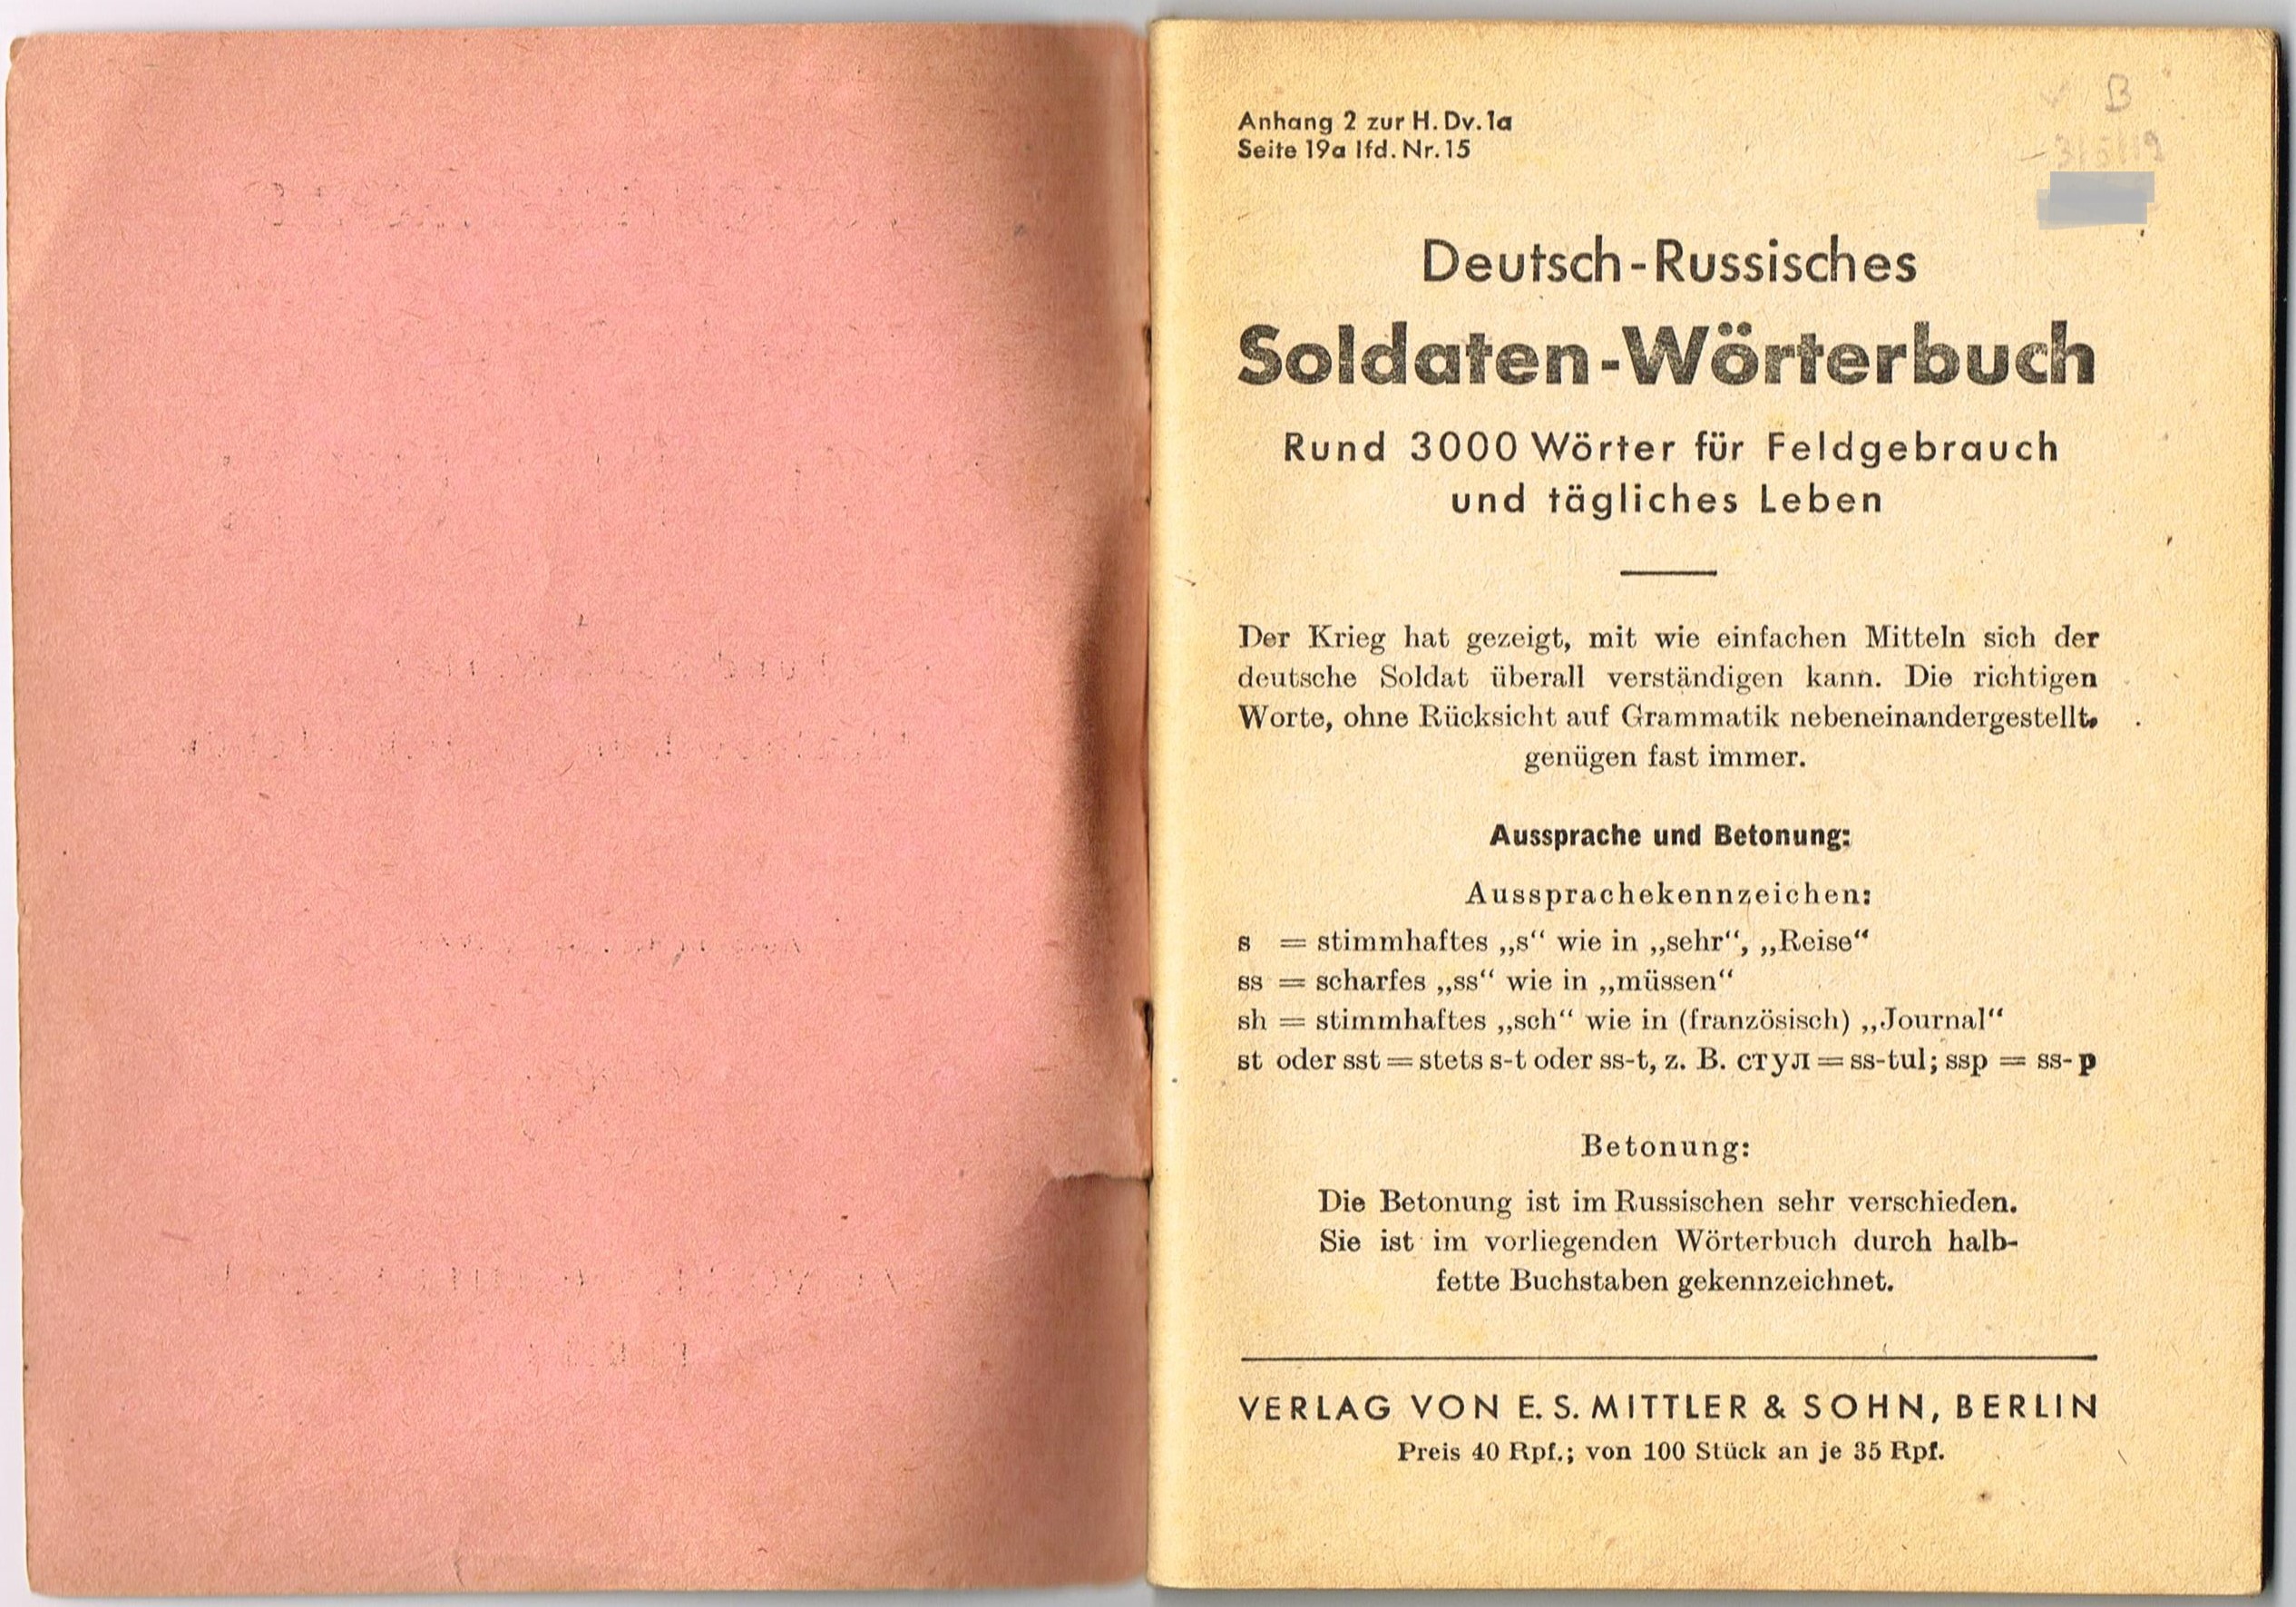 B
Anhang 2 zur H. Dv. 1a
Seite 19a lfd. Nr. 15
Deutsch-Russisches
Soldaten-Wörterbuch
Rund 3000 Wörter für Feldgebrauch
und tägliches Leben
Der Krieg hat gezeigt, mit wie einfachen Mitteln sich der
deutsche Soldat überall verständigen kann. Die richtigen
Worte, ohne Rücksicht auf Grammatik nebeneinandergestellt,
genügen fast immer.
Aussprache und Betonung:
Aussprachekennzeichen:
s = stimmhaftes „s“ wie in „sehr“, „Reise“
ss = scharfes „ss“ wie in „müssen“
sh = stimmhaftes „sch“ wie in (französisch) „Journal“
st oder sst = stets s-t oder ss-t, z. B. стул = ss-tul; ssp = ss-p
Betonung:
Die Betonung ist im Russischen sehr verschieden.
Sie ist im vorliegenden Wörterbuch durch halb-
fette Buchstaben gekennzeichnet.
VERLAG VON E. S. MITTLER & SOHN, BERLIN
Preis 40 Rpf.; von 100 Stück an je 35 Rpf.